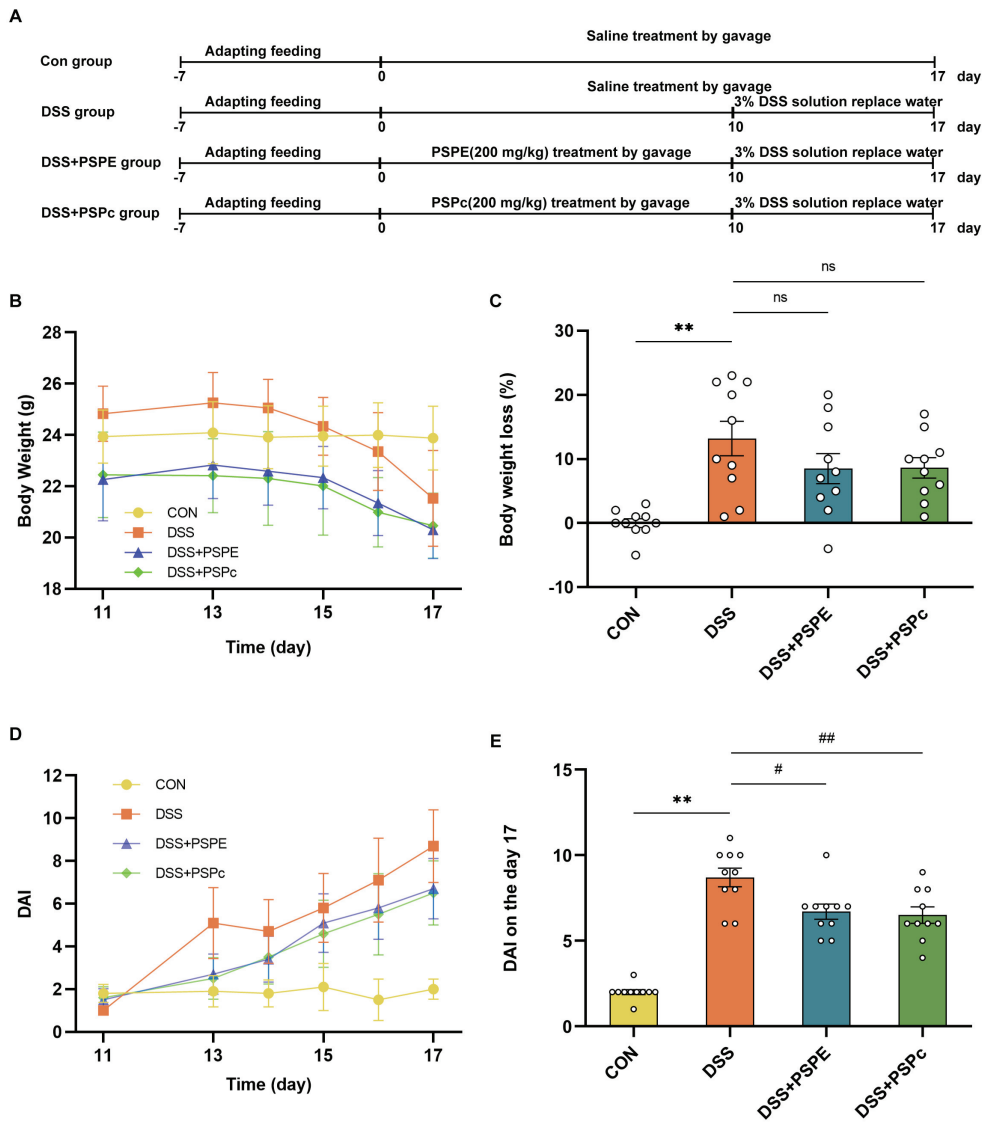 A
Con group
Adapting feeding
Saline treatment by gavage
-7
0
17
day
DSS group
Adapting feeding
Saline treatment by gavage
3% DSS solution replace water
-7
0
10
17
day
DSS+PSPE group
Adapting feeding
PSPE(200 mg/kg) treatment by gavage
3% DSS solution replace water
-7
0
10
17
day
DSS+PSPc group
Adapting feeding
PSPc(200 mg/kg) treatment by gavage
3% DSS solution replace water
-7
0
10
17
day
B
Body Weight (g)
28
26
24
22
20
18
CON
DSS
DSS+PSPE
DSS+PSPc
11
13
15
17
Time (day)
C
ns
ns
**
Body weight loss (%)
30
20
10
0
-10
CON
DSS
DSS+PSPE
DSS+PSPc
D
DAI
12
10
8
6
4
2
0
CON
DSS
DSS+PSPE
DSS+PSPc
11
13
15
17
Time (day)
E
##
#
**
DAI on the day 17
15
10
5
0
CON
DSS
DSS+PSPE
DSS+PSPc